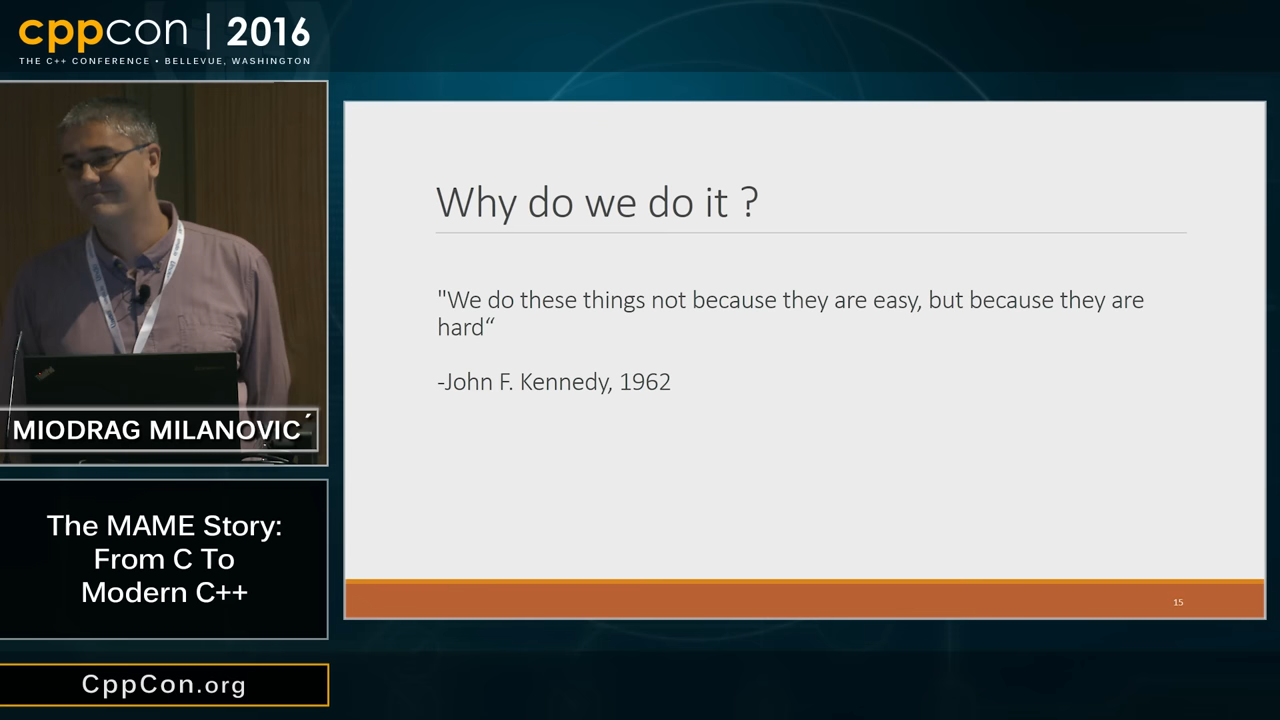 cppcon | 2016
THE C++ CONFERENCE • BELLEVUE, WASHINGTON
MIODRAG MILANOVIC´
The MAME Story:
From C To
Modern C++
CppCon.org
Why do we do it ?
"We do these things not because they are easy, but because they are
hard“
-John F. Kennedy, 1962
15